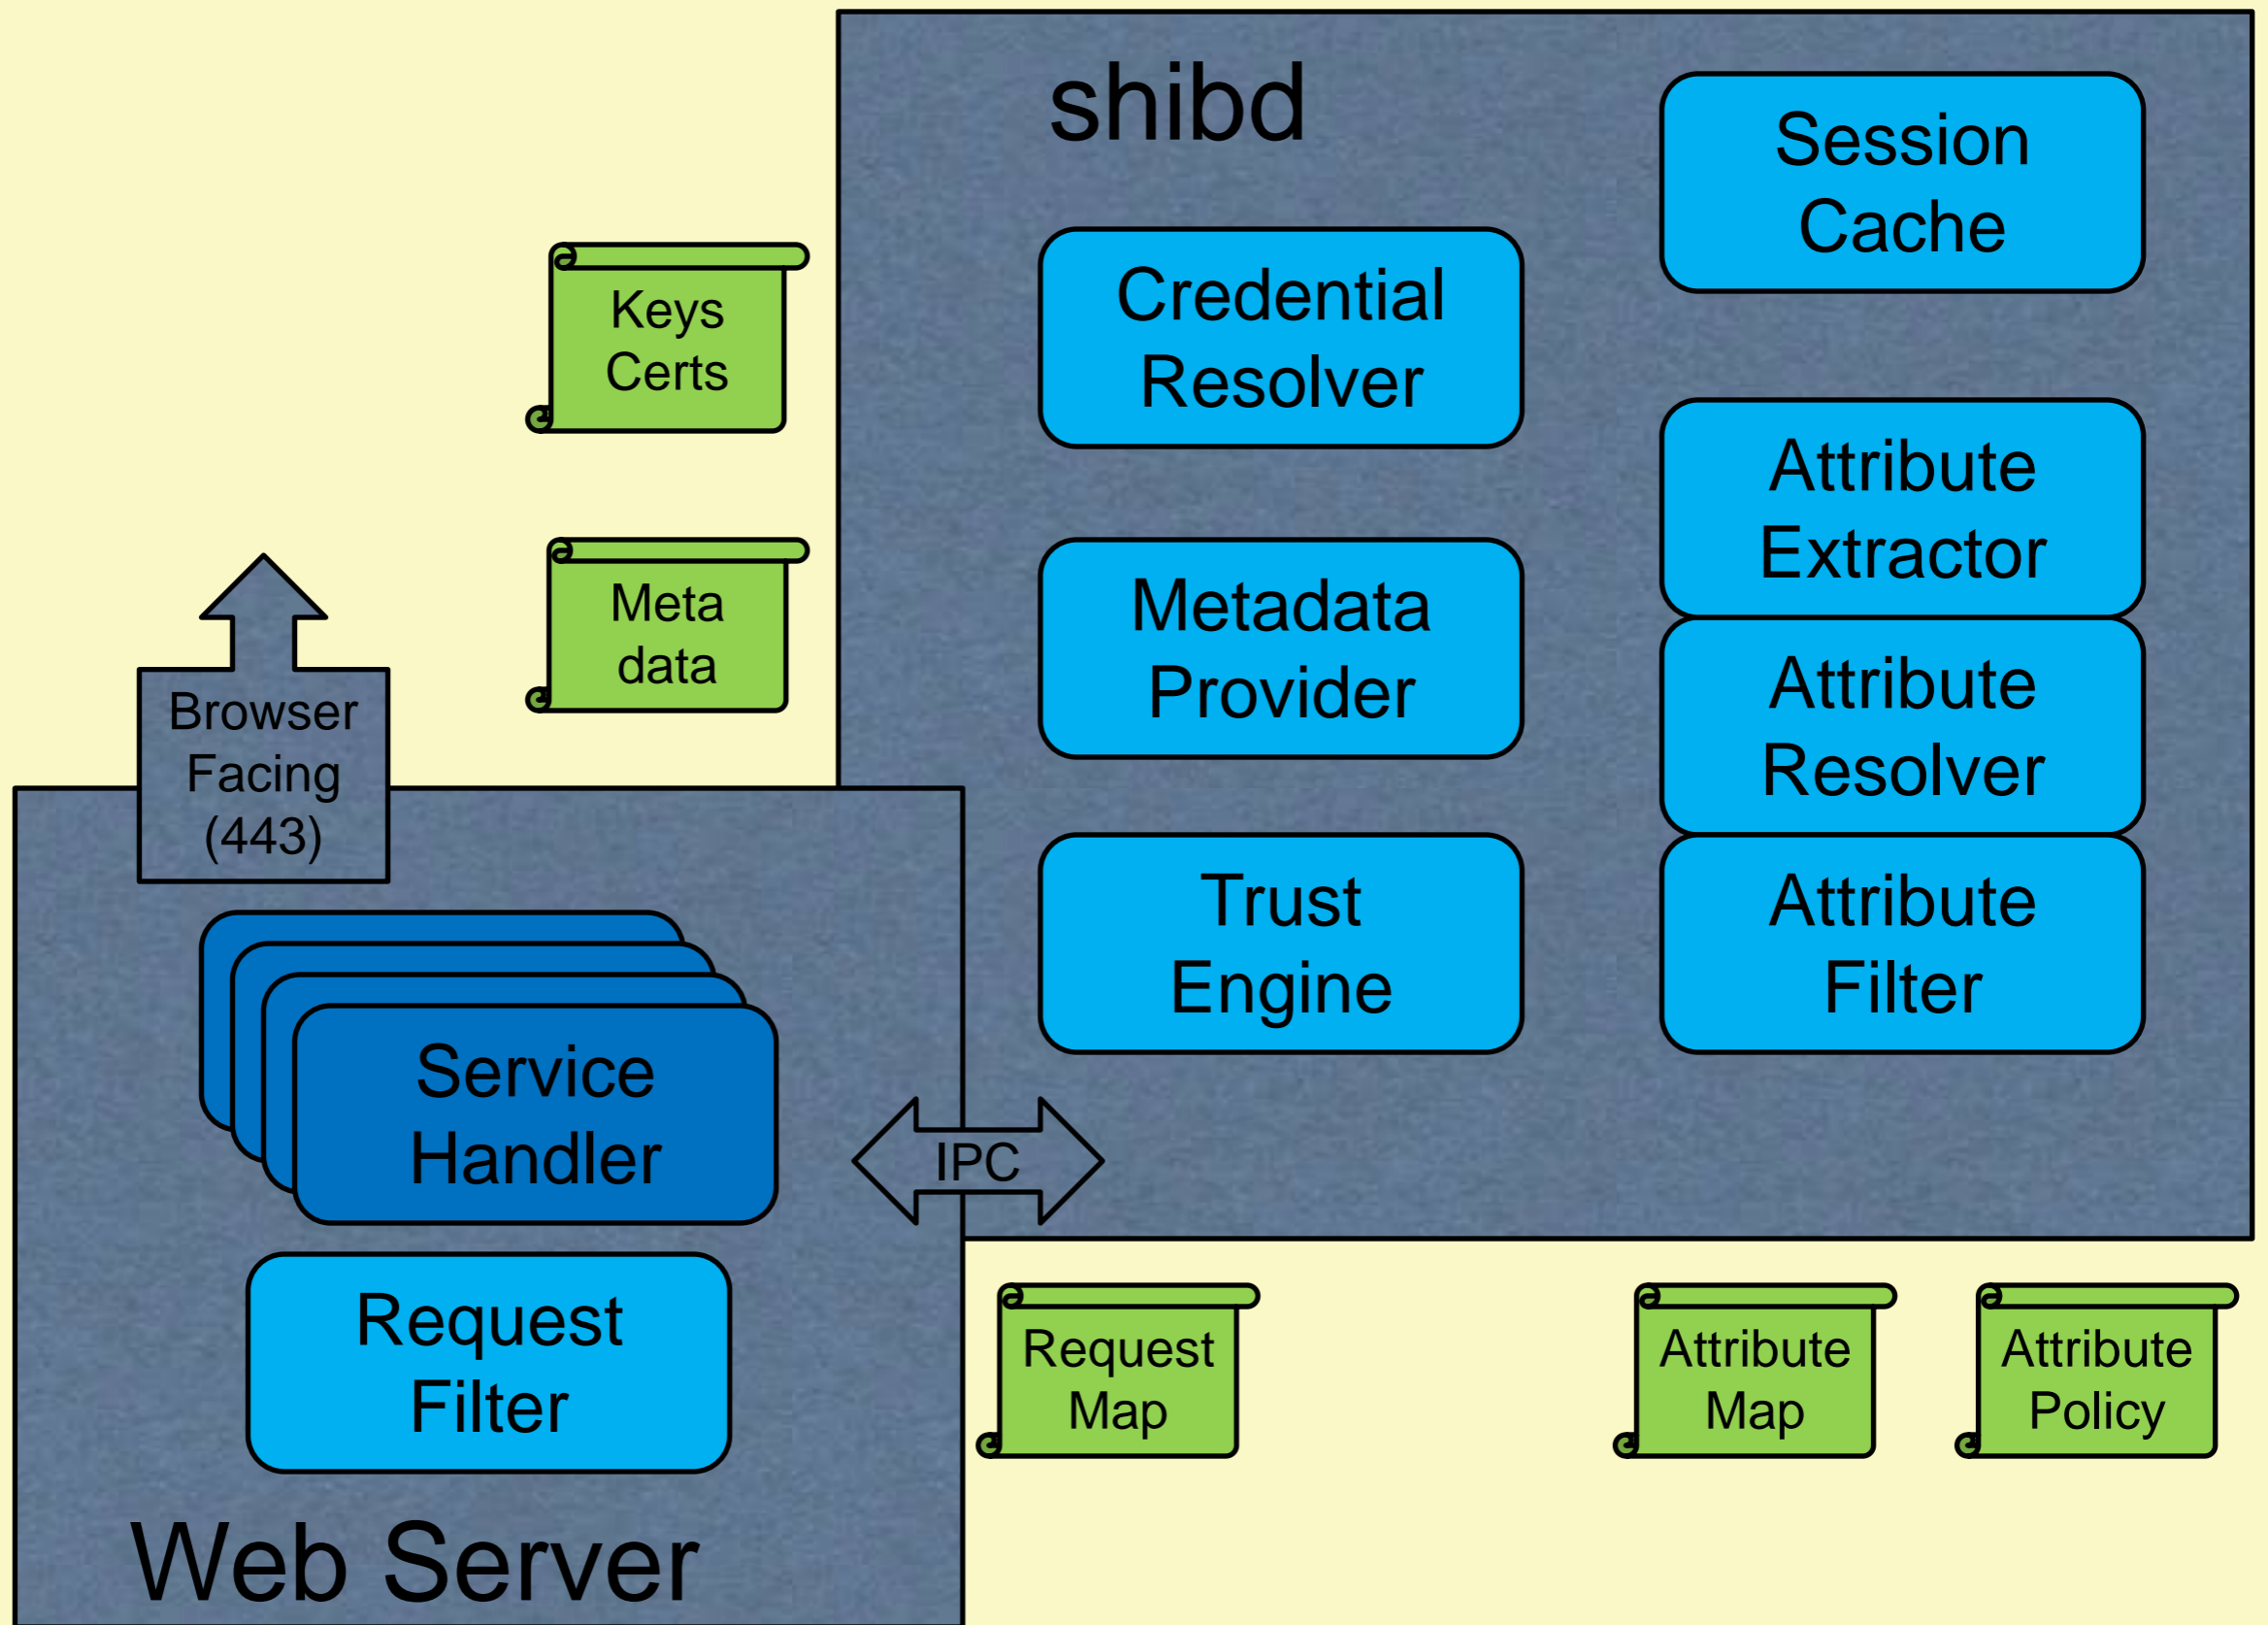 shibd
Session
Cache
Credential
Resolver
Keys
Certs
Attribute
Extractor
Metadata
Provider
Meta
data
Attribute
Resolver
Browser
Facing
(443)
Trust
Engine
Attribute
Filter
Service
Handler
IPC
Request
Filter
Request
Map
Attribute
Map
Attribute
Policy
Web Server